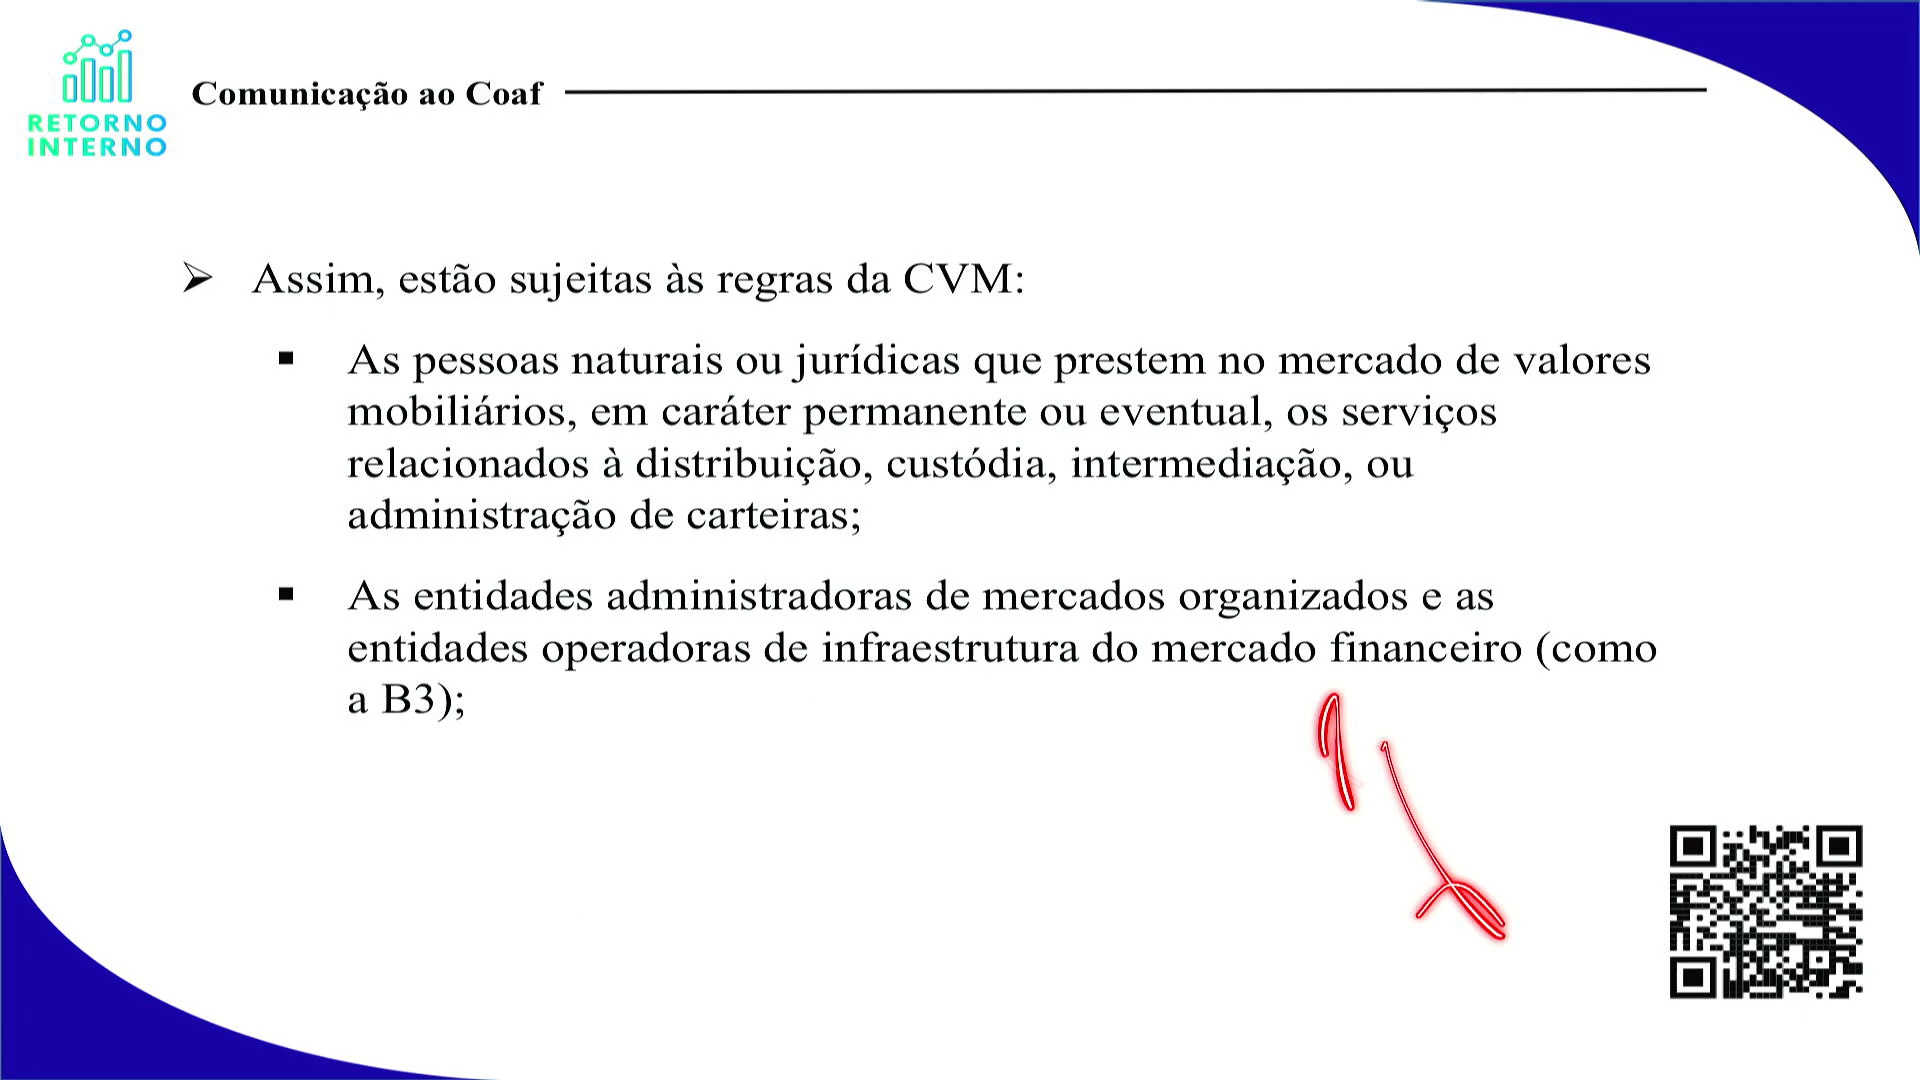 RETORNO
INTERNO
Comunicação ao Coaf
Assim, estão sujeitas às regras da CVM:
As pessoas naturais ou jurídicas que prestem no mercado de valores
mobiliários, em caráter permanente ou eventual, os serviços
relacionados à distribuição, custódia, intermediação, ou
administração de carteiras;
As entidades administradoras de mercados organizados e as
entidades operadoras de infraestrutura do mercado financeiro (como
a B3);